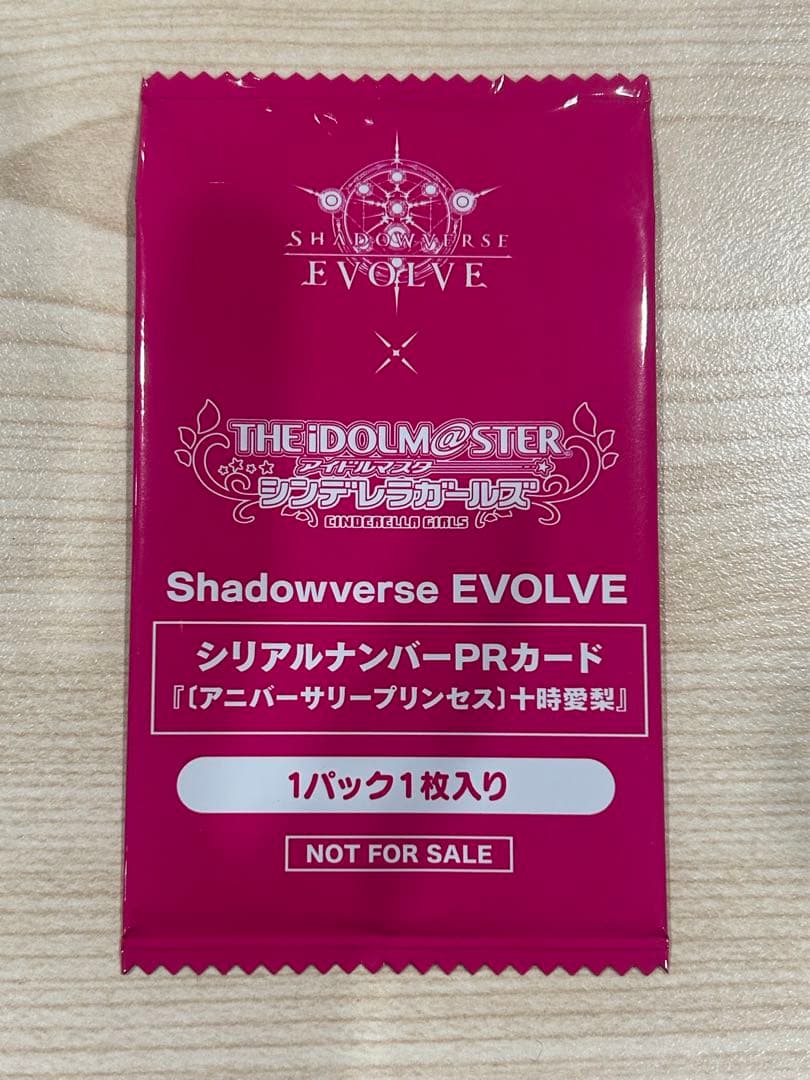 SHADOWVERSE
EVOLVE
×
THE iDOLM@STER
アイドルマスター
シンデレラガールズ
CINDERELLA GIRLS
Shadowverse EVOLVE
シリアルナンバーPRカード
『〔アニバーサリープリンセス〕十時愛梨』
1パック1枚入り
NOT FOR SALE